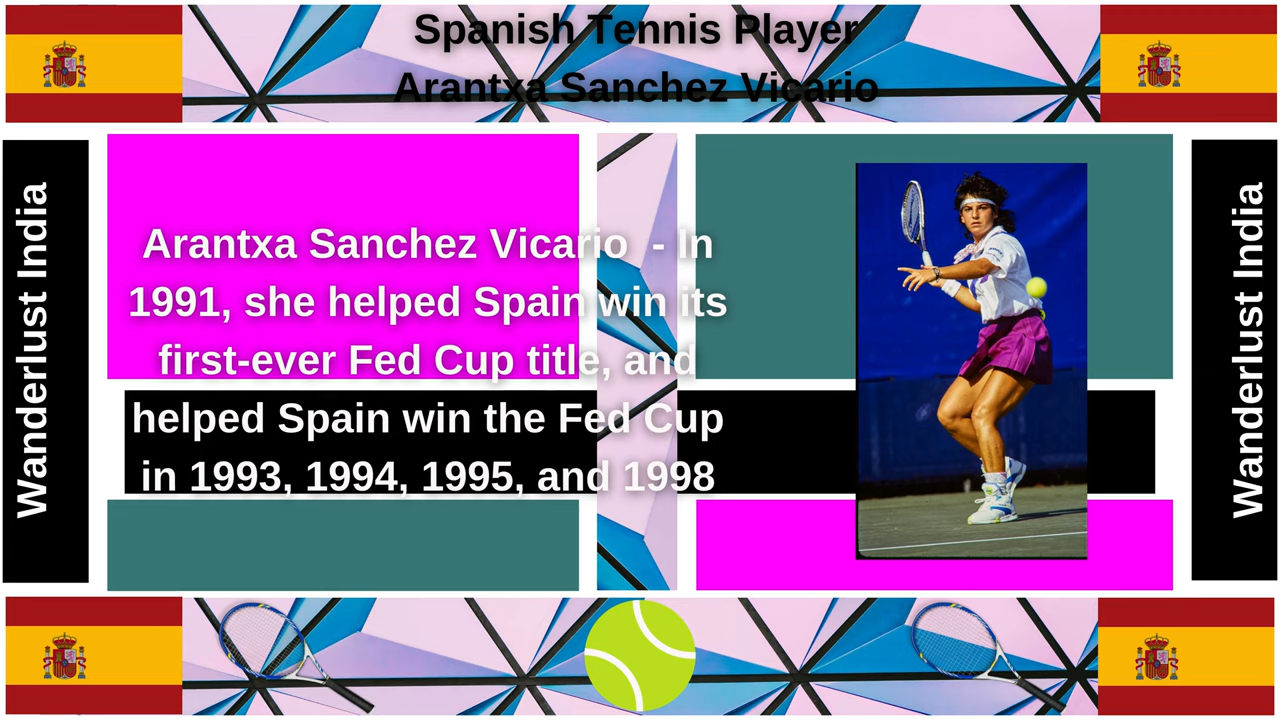 Spanish Tennis Player
Arantxa Sanchez Vicario
Wanderlust India
Arantxa Sanchez Vicario - In
1991, she helped Spain win its
first-ever Fed Cup title, and
helped Spain win the Fed Cup
in 1993, 1994, 1995, and 1998
Wanderlust India